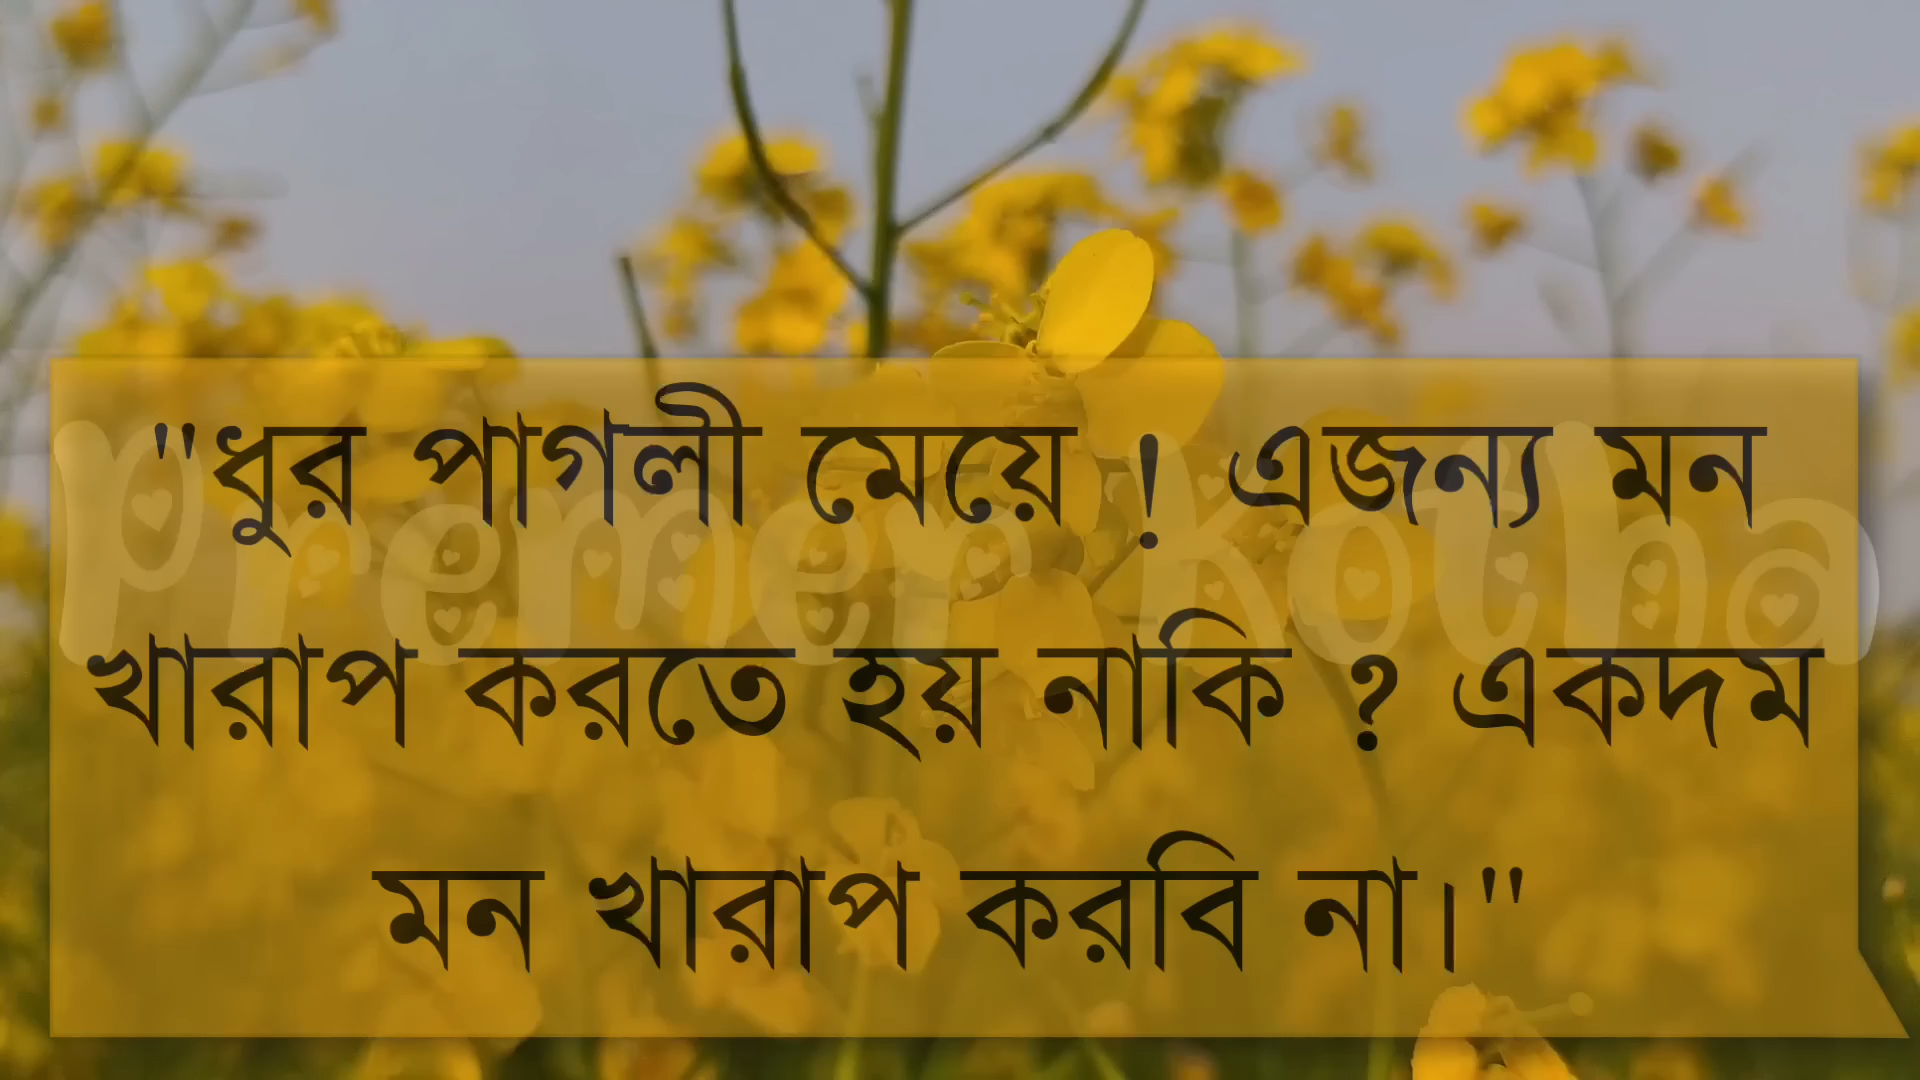 "ধুর পাগলী মেয়ে ! এজন্য মন
খারাপ করতে হয় নাকি ? একদম
মন খারাপ করবি না।"
Premer Kotha